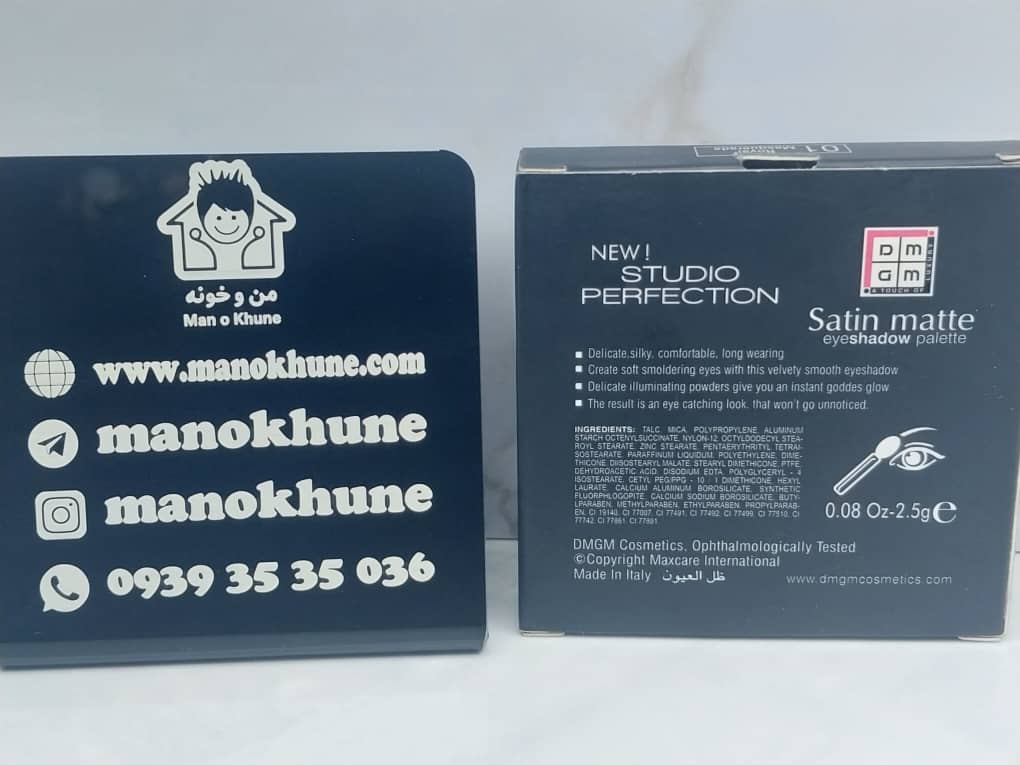 من و خونه
Man o Khune
www.manokhune.com
manokhune
manokhune
0939 35 35 036
01 Royal
Masquerade
NEW!
STUDIO
PERFECTION
DMGM
A TOUCH OF LUXURY
Satin matte
eyeshadow palette
Delicate,silky, comfortable, long wearing
Create soft smoldering eyes with this velvety smooth eyeshadow
Delicate illuminating powders give you an instant goddes glow
The result is an eye catching look. that won't go unnoticed.
INGREDIENTS: TALC, MICA, POLYPROPYLENE, ALUMINUM
STARCH OCTENYLSUCCINATE, NYLON-12, OCTYLDODECYL STEA-
ROYL STEARATE, ZINC STEARATE, PENTAERYTHRITYL TETRAI-
SOSTEARATE, PARAFFINUM LIQUIDUM, POLYETHYLENE, DIME-
THICONE, DIISOSTEARYL MALATE, STEARYL DIMETHICONE, PTFE,
DEHYDROACETIC ACID, DISODIUM EDTA, POLYGLYCERYL - 4
ISOSTEARATE, CETYL PEG/PPG - 10 / 1 DIMETHICONE, HEXYL
LAURATE, CALCIUM ALUMINUM BOROSILICATE, SYNTHETIC
FLUORPHLOGOPITE, CALCIUM SODIUM BOROSILICATE, BUTY-
LPARABEN, METHYLPARABEN, ETHYLPARABEN, PROPYLPARAB-
EN, CI 19140, CI 77007, CI 77491, CI 77492, CI 77499, CI 77510, CI
77742, CI 77861, CI 77891.
0.08 Oz-2.5g e
DMGM Cosmetics, Ophthalmologically Tested
©Copyright Maxcare International
Made In Italy ظل العيون
www.dmgmcosmetics.com